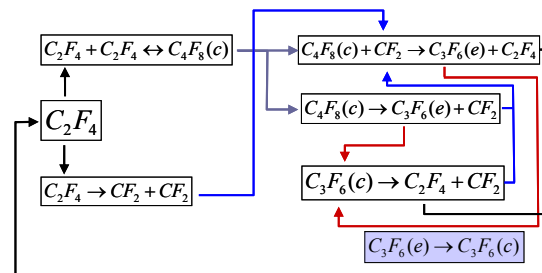 C₂F₄ + C₂F₄ ↔ C₄F₈(c)
C₄F₈(c) + CF₂ → C₃F₆(e) + C₂F₄
C₄F₈(c) → C₃F₆(e) + CF₂
C₂F₄
C₃F₆(c) → C₂F₄ + CF₂
C₂F₄ → CF₂ + CF₂
C₃F₆(e) → C₃F₆(c)